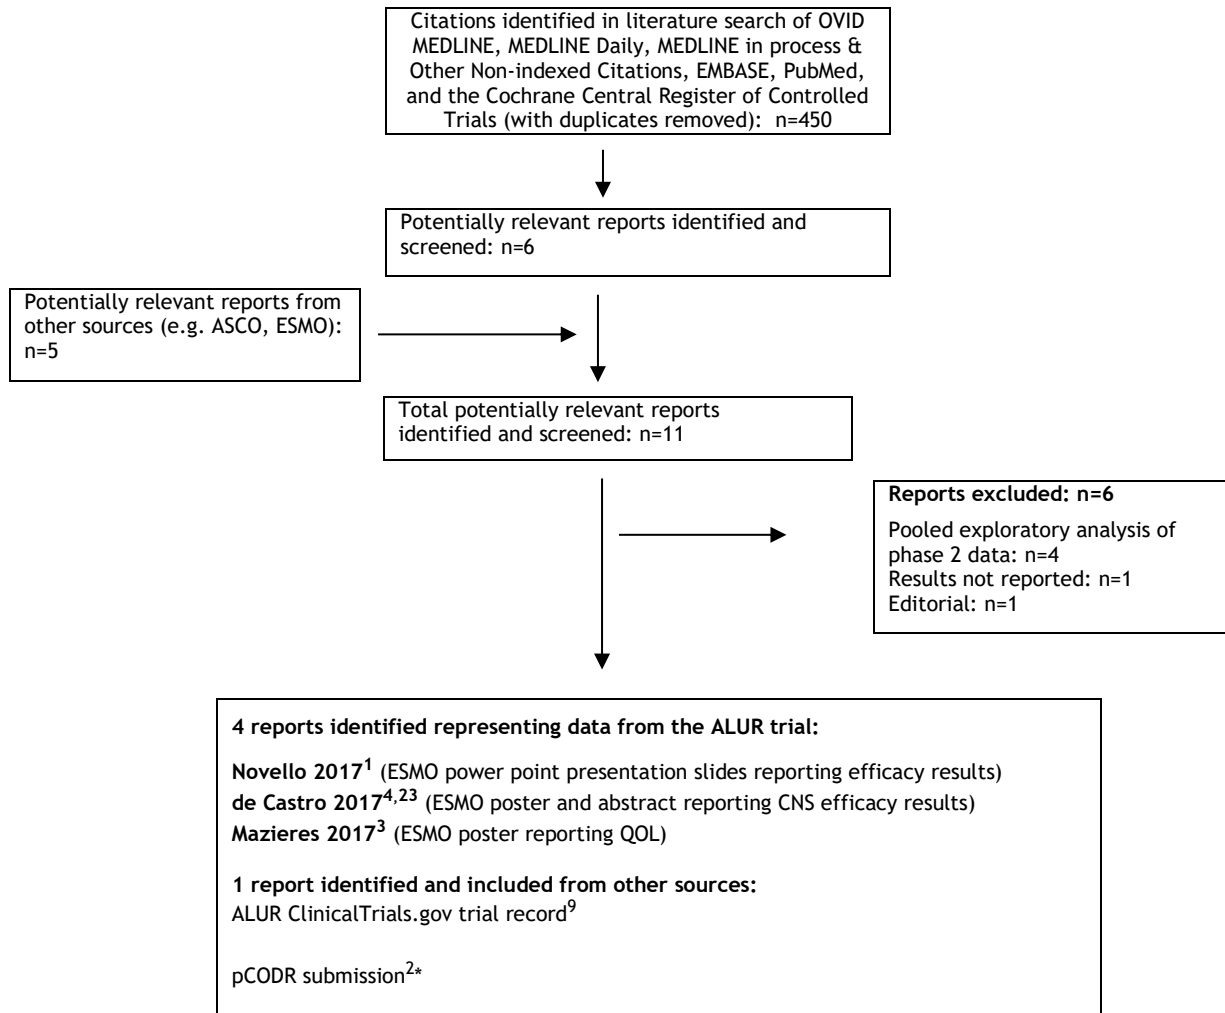 Citations identified in literature search of OVID
MEDLINE, MEDLINE Daily, MEDLINE in process &
Other Non-indexed Citations, EMBASE, PubMed,
and the Cochrane Central Register of Controlled
Trials (with duplicates removed): n=450
Potentially relevant reports identified and
screened: n=6
Potentially relevant reports from
other sources (e.g. ASCO, ESMO):
n=5
Total potentially relevant reports
identified and screened: n=11
Reports excluded: n=6
Pooled exploratory analysis of
phase 2 data: n=4
Results not reported: n=1
Editorial: n=1
4 reports identified representing data from the ALUR trial:
Novello 2017¹ (ESMO power point presentation slides reporting efficacy results)
de Castro 2017⁴,²³ (ESMO poster and abstract reporting CNS efficacy results)
Mazieres 2017³ (ESMO poster reporting QOL)
1 report identified and included from other sources:
ALUR ClinicalTrials.gov trial record⁹
pCODR submission²*